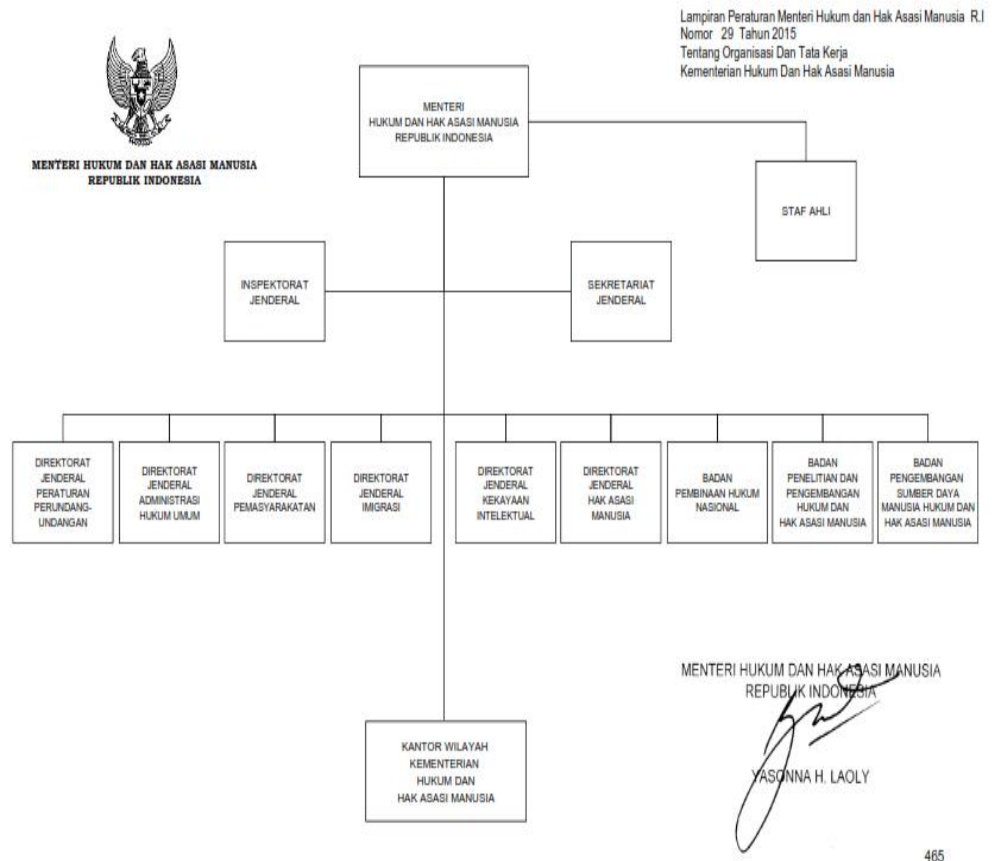 Lampiran Peraturan Menteri Hukum dan Hak Asasi Manusia R.I
Nomor 29 Tahun 2015
Tentang Organisasi Dan Tata Kerja
Kementerian Hukum Dan Hak Asasi Manusia
MENTERI HUKUM DAN HAK ASASI MANUSIA
REPUBLIK INDONESIA
MENTERI
HUKUM DAN HAK ASASI MANUSIA
REPUBLIK INDONESIA
STAF AHLI
INSPEKTORAT
JENDERAL
SEKRETARIAT
JENDERAL
DIREKTORAT
JENDERAL
PERATURAN
PERUNDANG-
UNDANGAN
DIREKTORAT
JENDERAL
ADMINISTRASI
HUKUM UMUM
DIREKTORAT
JENDERAL
PEMASYARAKATAN
DIREKTORAT
JENDERAL
IMIGRASI
DIREKTORAT
JENDERAL
KEKAYAAN
INTELEKTUAL
DIREKTORAT
JENDERAL
HAK ASASI
MANUSIA
BADAN
PEMBINAAN HUKUM
NASIONAL
BADAN
PENELITIAN DAN
PENGEMBANGAN
HUKUM DAN
HAK ASASI MANUSIA
BADAN
PENGEMBANGAN
SUMBER DAYA
MANUSIA HUKUM DAN
HAK ASASI MANUSIA
KANTOR WILAYAH
KEMENTERIAN
HUKUM DAN
HAK ASASI MANUSIA
MENTERI HUKUM DAN HAK ASASI MANUSIA
REPUBLIK INDONESIA
YASONNA H. LAOLY
465